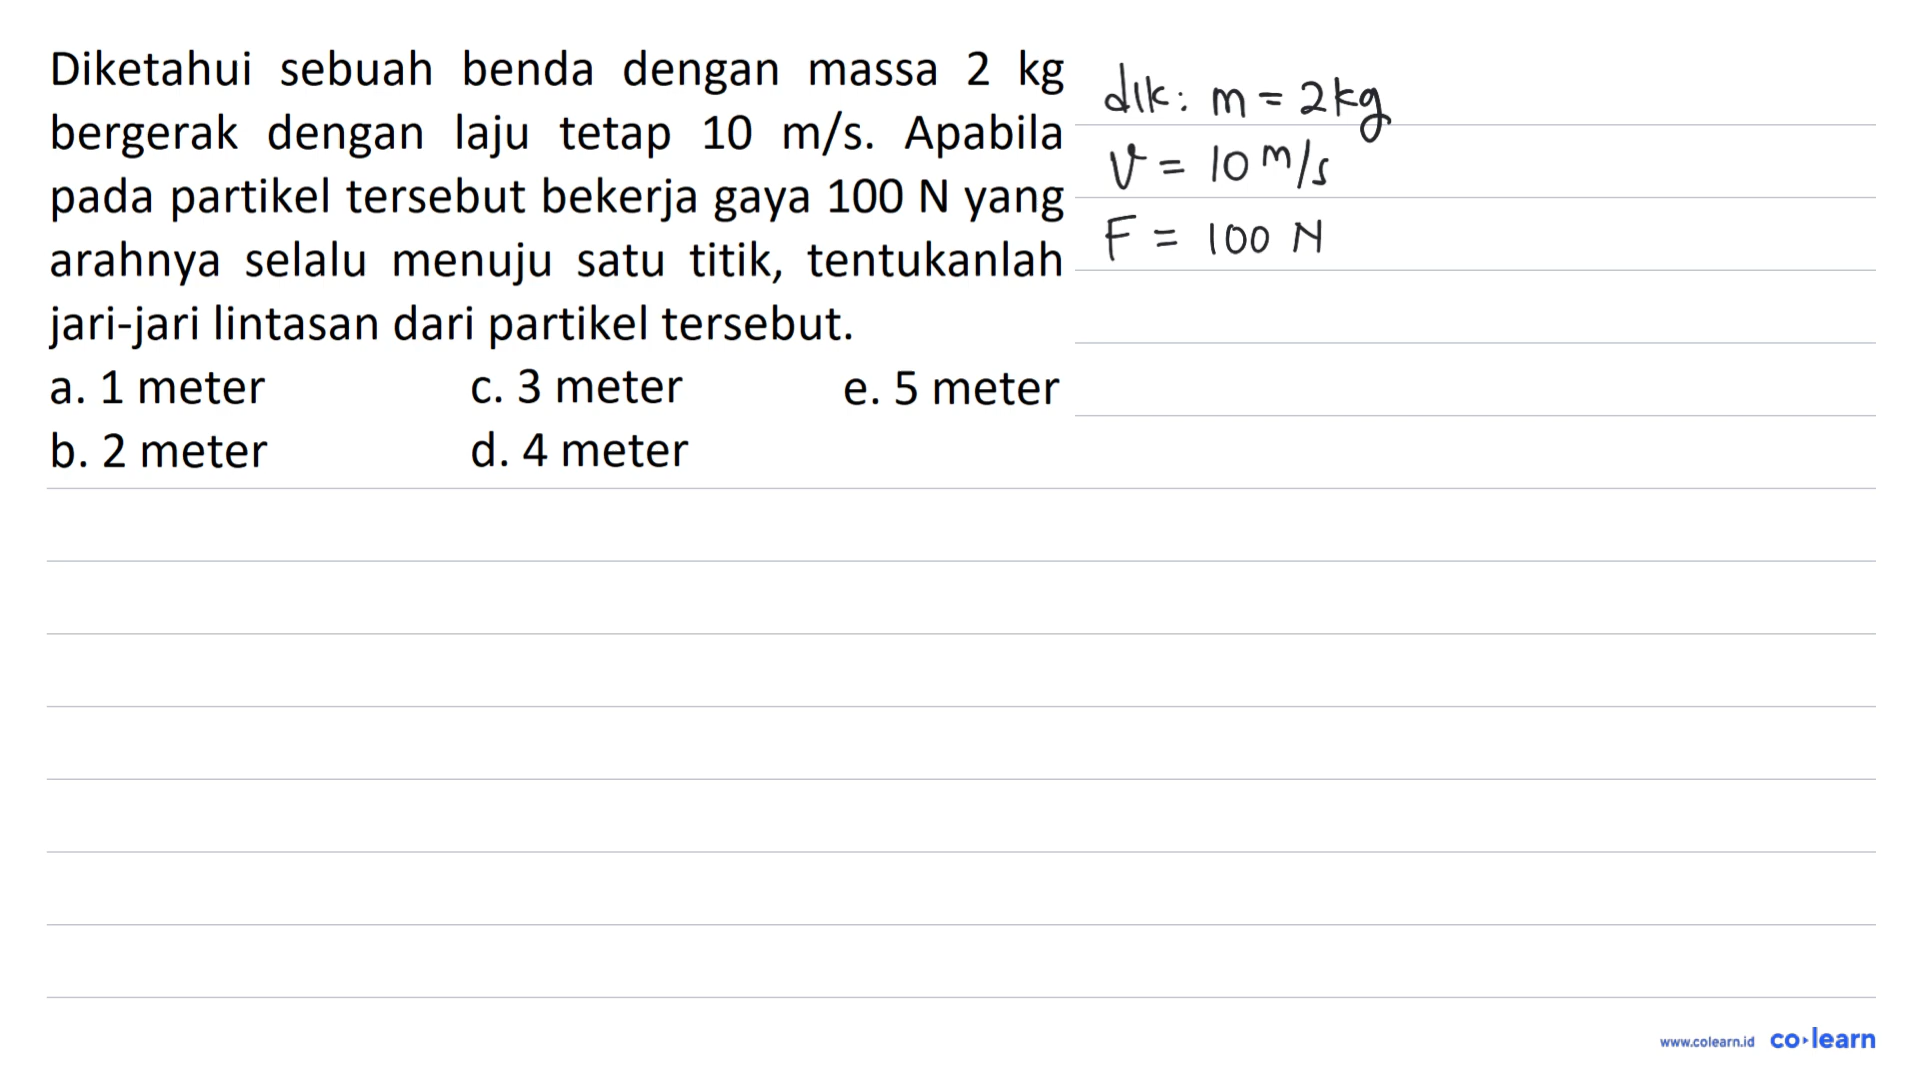 Diketahui sebuah benda dengan massa 2 kg
bergerak dengan laju tetap 10 m/s. Apabila
pada partikel tersebut bekerja gaya 100 N yang
arahnya selalu menuju satu titik, tentukanlah
jari-jari lintasan dari partikel tersebut.
a. 1 meter c. 3 meter e. 5 meter
b. 2 meter d. 4 meter
dik: m = 2kg
v = 10 m/s
F = 100 N
www.colearn.id co learn